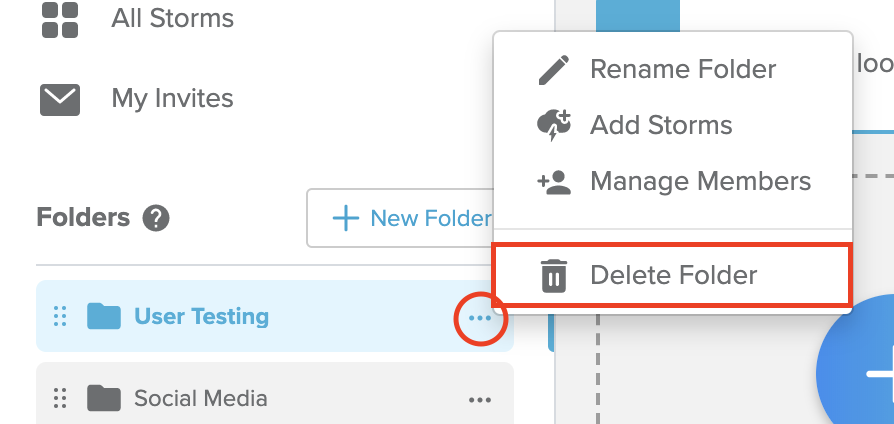 All Storms
My Invites
Folders ?
New Folder
User Testing
Social Media
Rename Folder
Add Storms
Manage Members
Delete Folder
loo